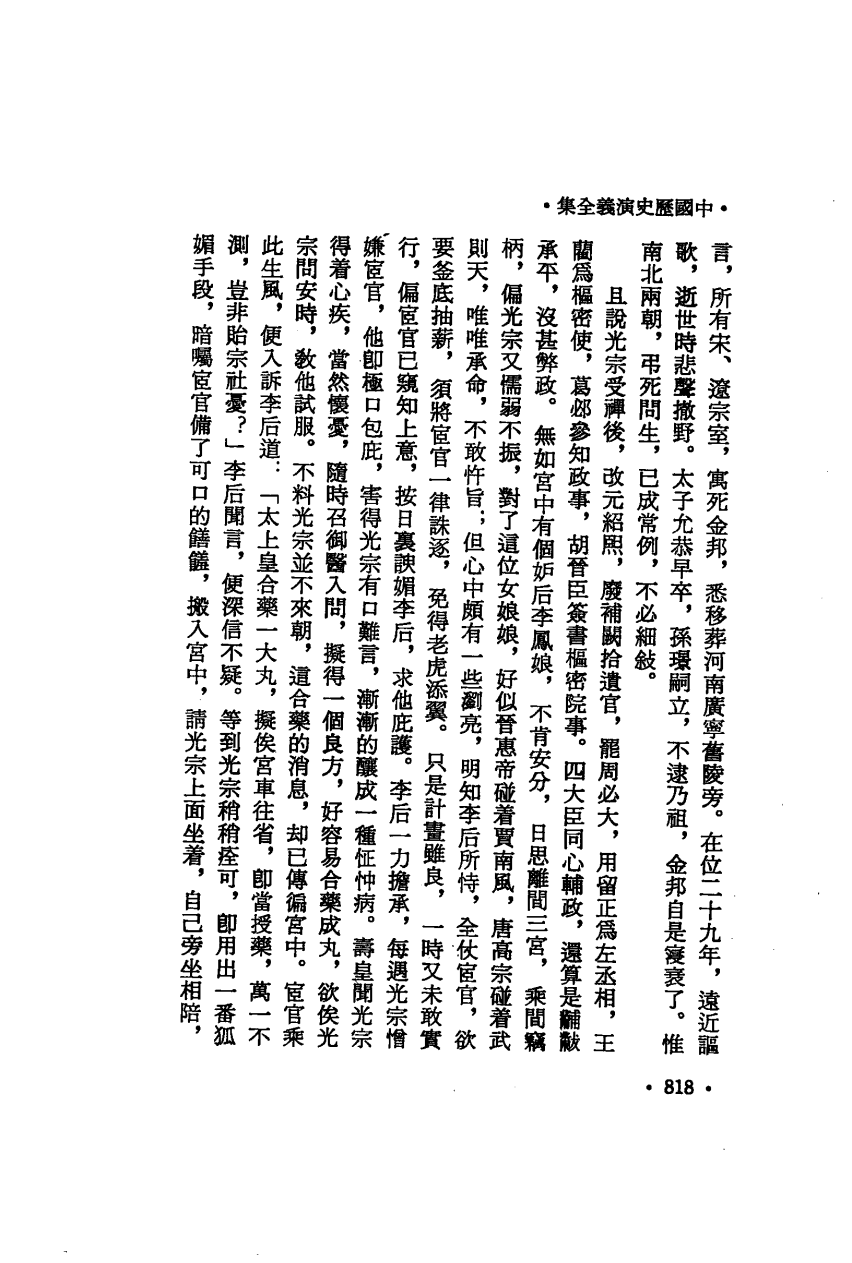 ·中國歷史演義全集·
言，所有宋、遼宗室，寓死金邦，悉移葬河南廣寧舊陵旁。在位二十九年，遠近謳
歌，逝世時悲聲撤野。太子允恭早卒，孫璟嗣立，不逮乃祖，金邦自是寖衰了。惟
南北兩朝，弔死問生，已成常例，不必細敍。
且說光宗受禪後，改元紹熙，廢補闕拾遺官，罷周必大，用留正爲左丞相，王
藺爲樞密使，葛邲參知政事，胡晉臣簽書樞密院事。四大臣同心輔政，還算是黼黻
承平，沒甚弊政。無如宮中有個妒后李鳳娘，不肯安分，日思離間三宮，乘間竊
柄，偏光宗又懦弱不振，對了這位女娘娘，好似晉惠帝碰着賈南風，唐高宗碰着武
則天，唯唯承命，不敢忤旨；但心中頗有一些瀏亮，明知李后所恃，全仗宦官，欲
要釜底抽薪，須將宦官一律誅逐，免得老虎添翼。只是計畫雖良，一時又未敢實
行，偏宦官已窺知上意，按日裏諛媚李后，求他庇護。李后一力擔承，每遇光宗憎
嫌宦官，他卽極口包庇，害得光宗有口難言，漸漸的釀成一種怔忡病。壽皇聞光宗
得着心疾，當然懷憂，隨時召御醫入問，擬得一個良方，好容易合藥成丸，欲俟光
宗問安時，敎他試服。不料光宗並不來朝，這合藥的消息，却已傳徧宮中。宦官乘
此生風，便入訴李后道：「太上皇合藥一大丸，擬俟宮車往省，卽當授藥，萬一不
測，豈非貽宗社憂？」李后聞言，便深信不疑。等到光宗稍稍痊可，卽用出一番狐
媚手段，暗囑宦官備了可口的饍饈，搬入宮中，請光宗上面坐着，自己旁坐相陪，
·818·